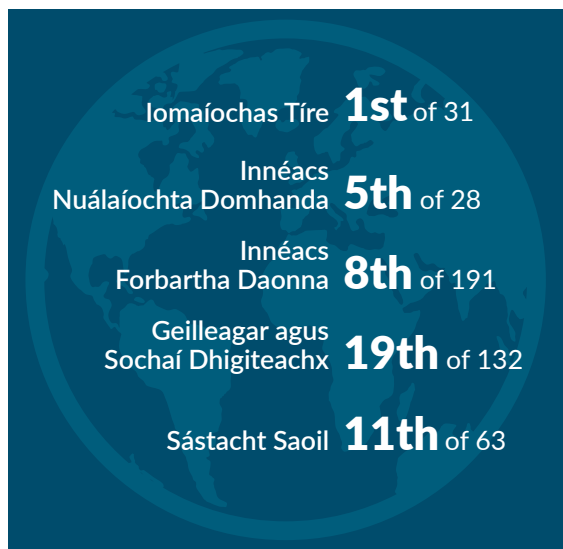 Iomaíochas Tíre 1st of 31
Innéacs
Nuálaíochta Domhanda 5th of 28
Innéacs
Forbartha Daonna 8th of 191
Geilleagar agus
Sochaí Dhigiteachx 19th of 132
Sástacht Saoil 11th of 63